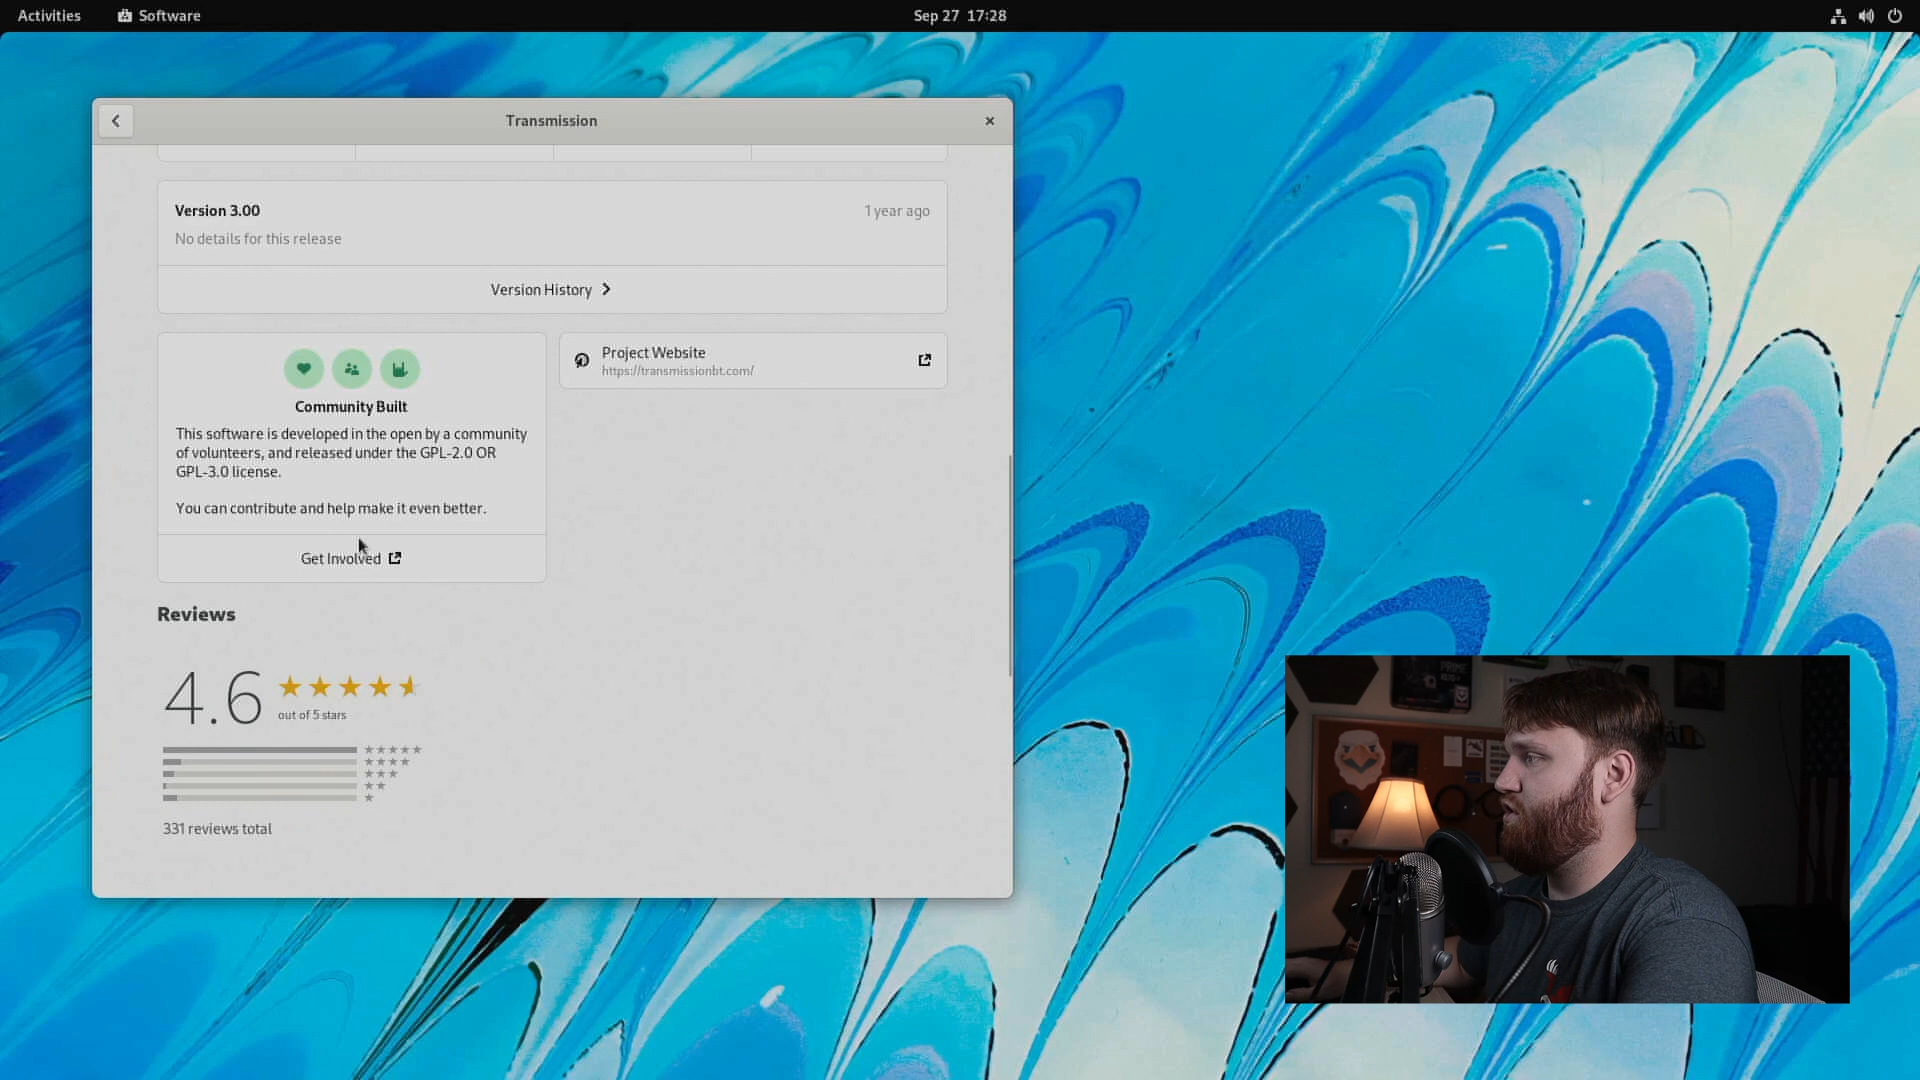 Activities
Software
Sep 27 17:28
Transmission
Version 3.00
1 year ago
No details for this release
Version History
Community Built
This software is developed in the open by a community
of volunteers, and released under the GPL-2.0 OR
GPL-3.0 license.
You can contribute and help make it even better.
Get Involved
Project Website
https://transmissionbt.com/
Reviews
4.6
out of 5 stars
331 reviews total
PRIME